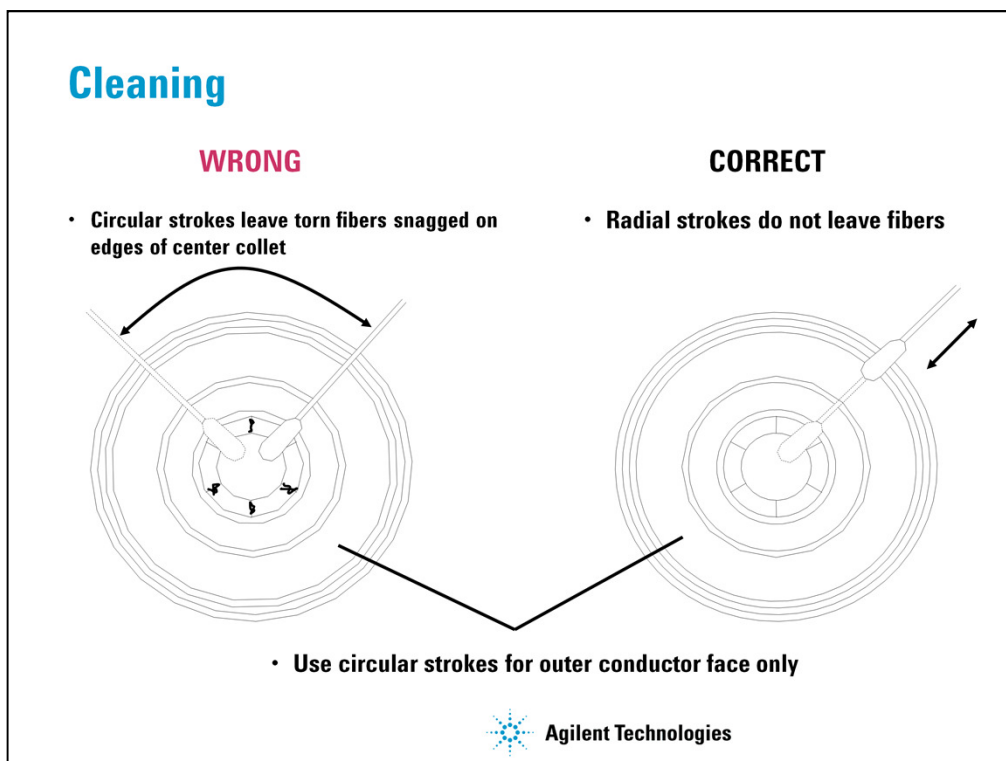 Cleaning
WRONG
• Circular strokes leave torn fibers snagged on
edges of center collet
CORRECT
• Radial strokes do not leave fibers
• Use circular strokes for outer conductor face only
Agilent Technologies